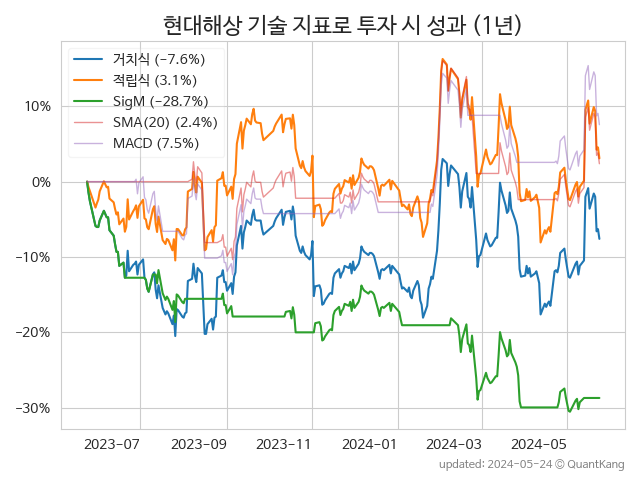 현대해상 기술 지표로 투자 시 성과 (1년)
거치식 (−7.6%)
적립식 (3.1%)
SigM (−28.7%)
SMA(20) (2.4%)
MACD (7.5%)
10%
0%
−10%
−20%
−30%
2023-07 2023-09 2023-11 2024-01 2024-03 2024-05
updated: 2024-05-24 © QuantKang